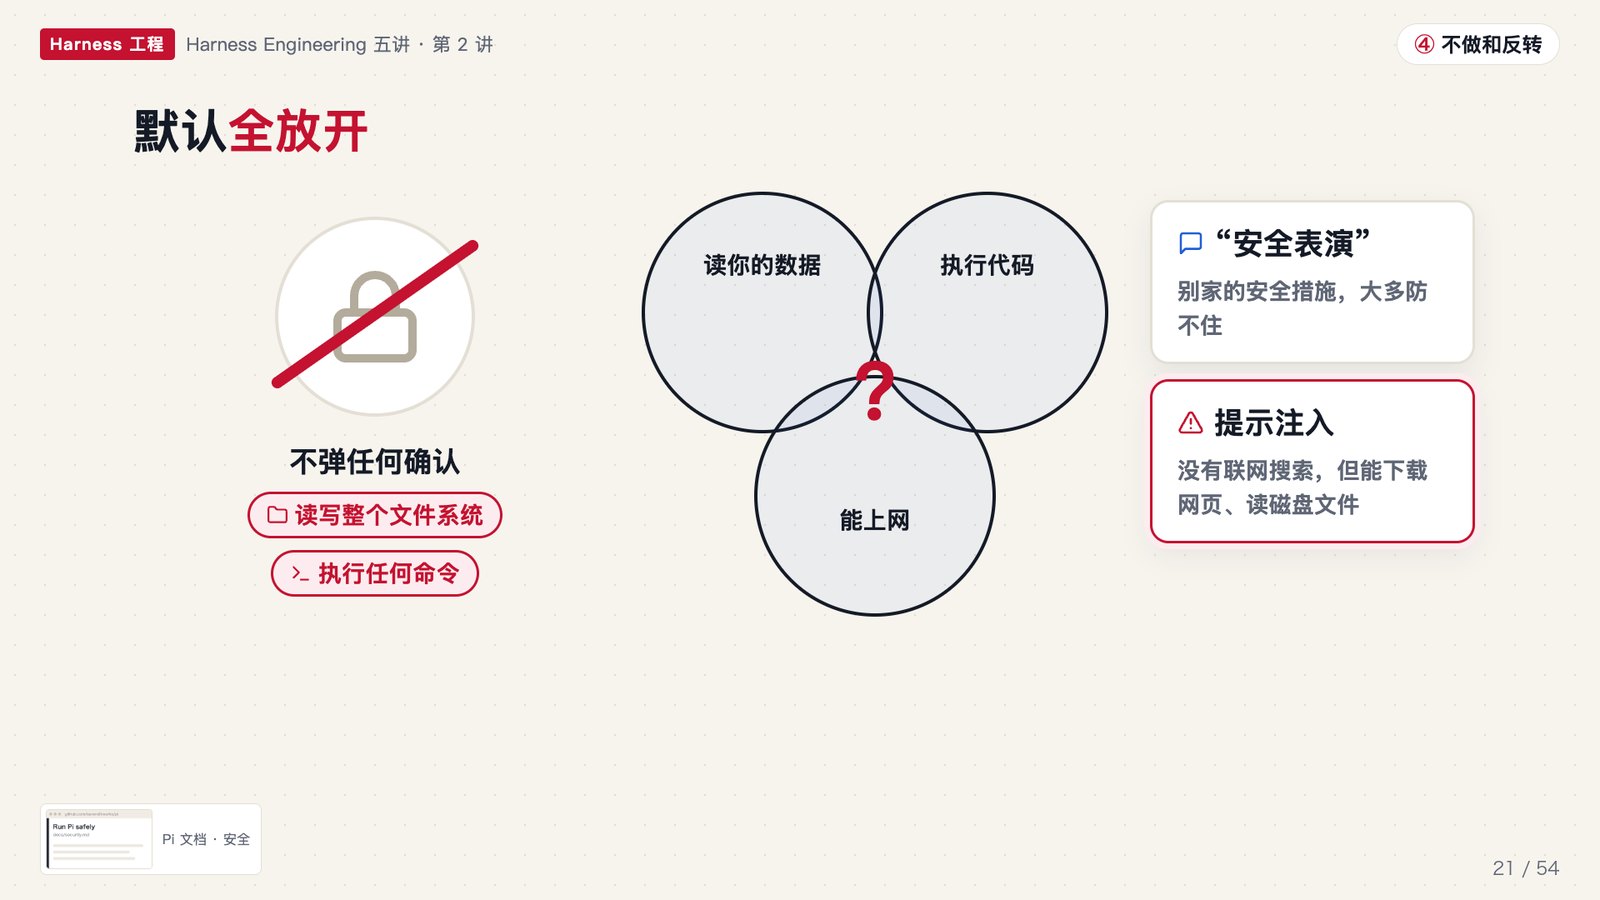 Harness 工程
Harness Engineering 五讲 · 第 2 讲
④ 不做和反转
默认全放开
不弹任何确认
读写整个文件系统
执行任何命令
读你的数据
执行代码
?
能上网
“安全表演”
别家的安全措施，大多防
不住
提示注入
没有联网搜索，但能下载
网页、读磁盘文件
Run Pi safely
Pi 文档 · 安全
21 / 54